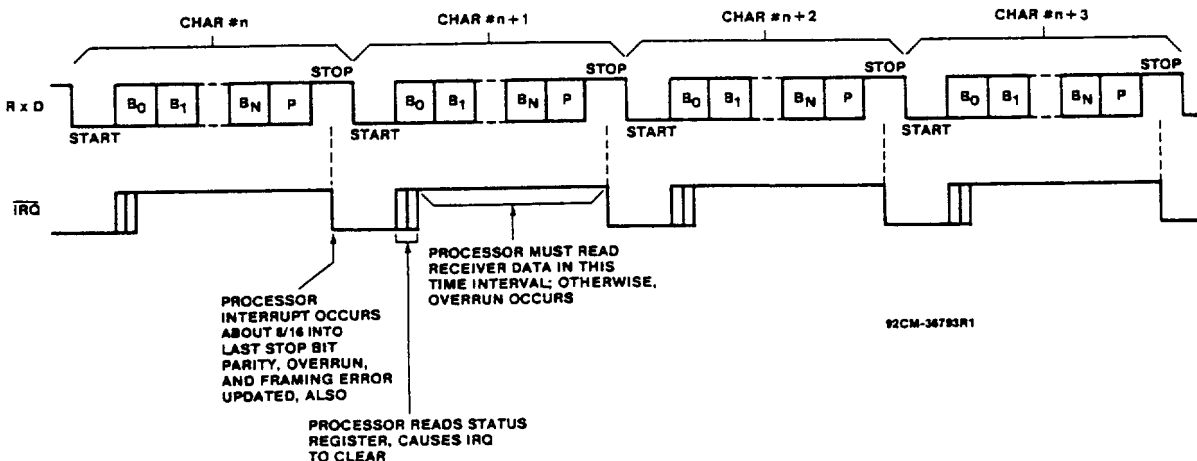 CHAR #n
CHAR #n + 1
CHAR #n + 2
CHAR #n + 3
STOP
STOP
STOP
STOP
R x D
B0 B1 BN P
B0 B1 BN P
B0 B1 BN P
B0 B1 BN P
START
START
START
START
IRQ
PROCESSOR MUST READ
RECEIVER DATA IN THIS
TIME INTERVAL; OTHERWISE,
OVERRUN OCCURS
PROCESSOR
INTERRUPT OCCURS
ABOUT 8/16 INTO
LAST STOP BIT
PARITY, OVERRUN,
AND FRAMING ERROR
UPDATED, ALSO
92CM-36793R1
PROCESSOR READS STATUS
REGISTER, CAUSES IRQ
TO CLEAR